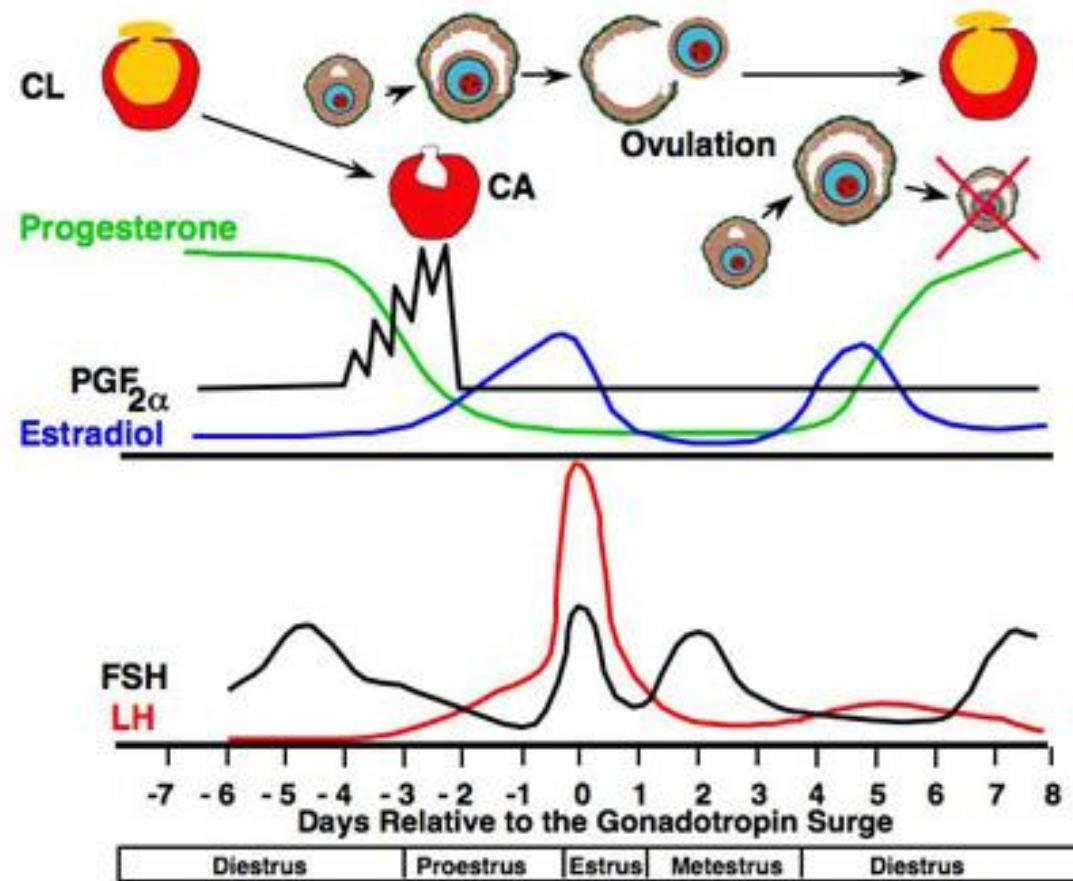 CL
Ovulation
CA
Progesterone
PGF2α
Estradiol
FSH
LH
-7 - 6 - 5 - 4 - 3 - 2 -1 0 1 2 3 4 5 6 7 8
Days Relative to the Gonadotropin Surge
Diestrus Proestrus Estrus Metestrus Diestrus